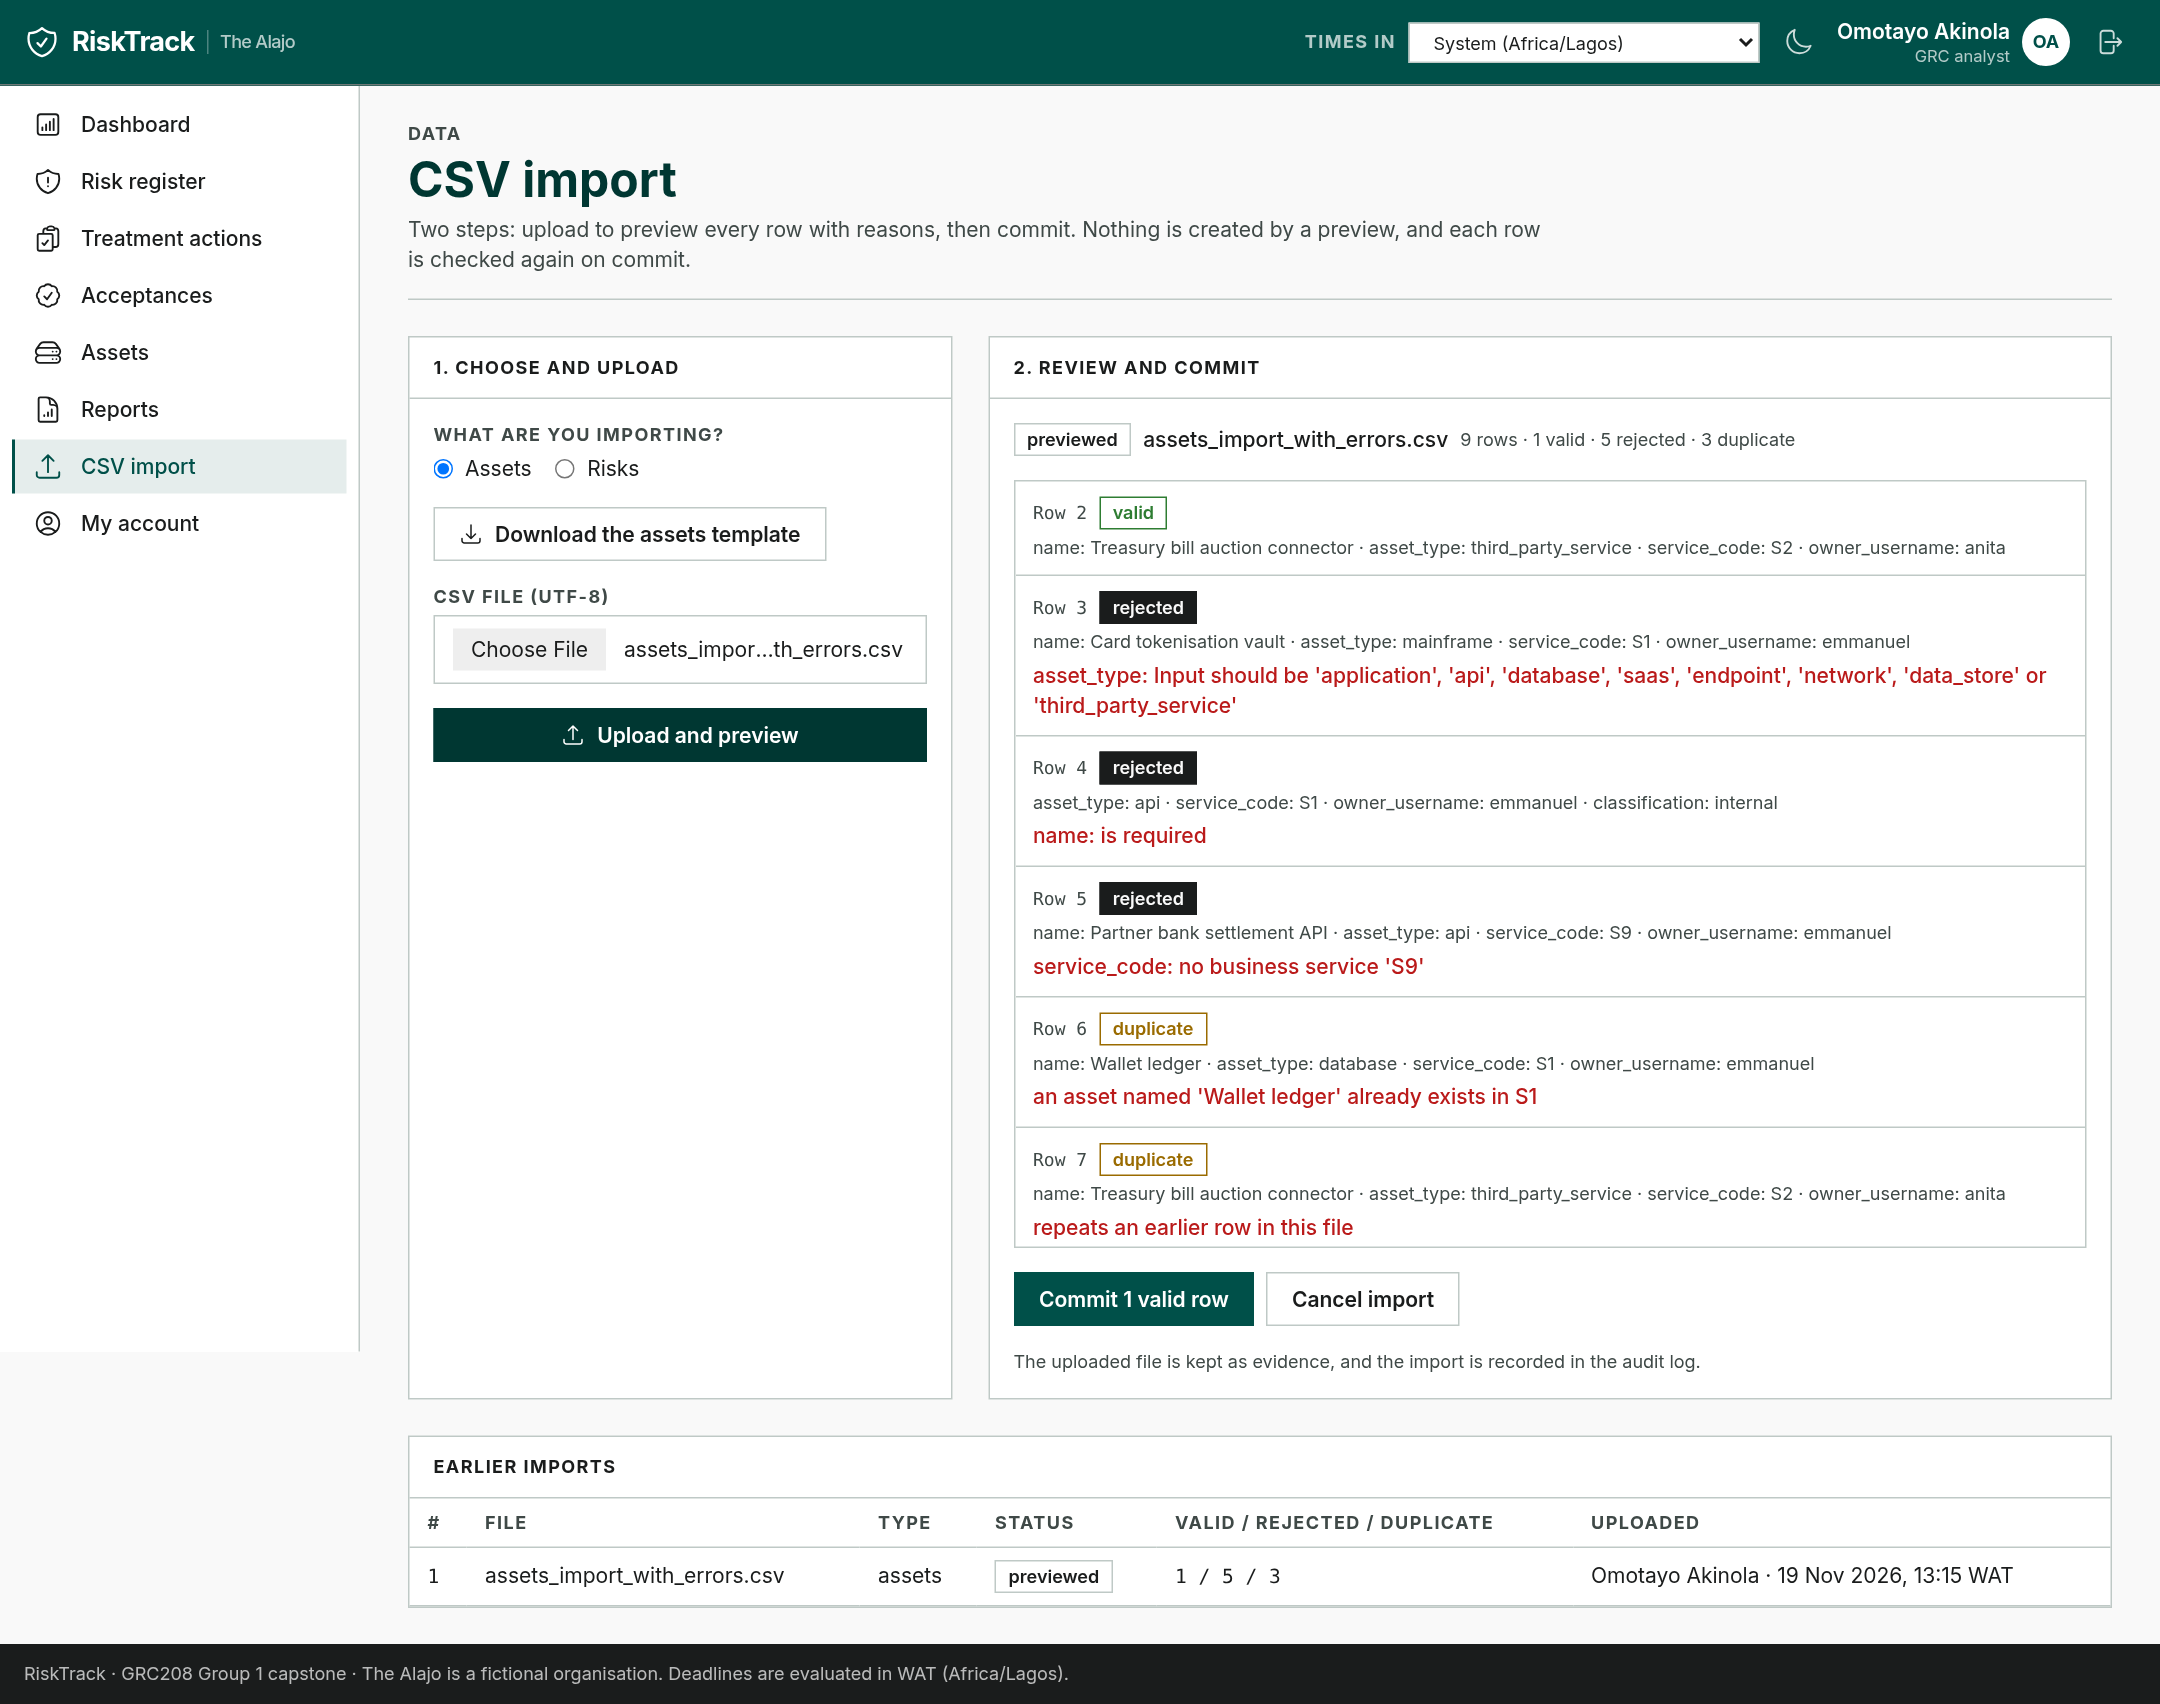 RiskTrack
The Alajo
TIMES IN
System (Africa/Lagos)
Omotayo Akinola
GRC analyst
OA
Dashboard
Risk register
Treatment actions
Acceptances
Assets
Reports
CSV import
My account
DATA
CSV import
Two steps: upload to preview every row with reasons, then commit. Nothing is created by a preview, and each row
is checked again on commit.
1. CHOOSE AND UPLOAD
WHAT ARE YOU IMPORTING?
Assets Risks
Download the assets template
CSV FILE (UTF-8)
Choose File assets_impor...th_errors.csv
Upload and preview
2. REVIEW AND COMMIT
previewed assets_import_with_errors.csv 9 rows · 1 valid · 5 rejected · 3 duplicate
Row 2 valid
name: Treasury bill auction connector · asset_type: third_party_service · service_code: S2 · owner_username: anita
Row 3 rejected
name: Card tokenisation vault · asset_type: mainframe · service_code: S1 · owner_username: emmanuel
asset_type: Input should be 'application', 'api', 'database', 'saas', 'endpoint', 'network', 'data_store' or
'third_party_service'
Row 4 rejected
asset_type: api · service_code: S1 · owner_username: emmanuel · classification: internal
name: is required
Row 5 rejected
name: Partner bank settlement API · asset_type: api · service_code: S9 · owner_username: emmanuel
service_code: no business service 'S9'
Row 6 duplicate
name: Wallet ledger · asset_type: database · service_code: S1 · owner_username: emmanuel
an asset named 'Wallet ledger' already exists in S1
Row 7 duplicate
name: Treasury bill auction connector · asset_type: third_party_service · service_code: S2 · owner_username: anita
repeats an earlier row in this file
Commit 1 valid row Cancel import
The uploaded file is kept as evidence, and the import is recorded in the audit log.
EARLIER IMPORTS
# FILE TYPE STATUS VALID / REJECTED / DUPLICATE UPLOADED
1 assets_import_with_errors.csv assets previewed 1 / 5 / 3 Omotayo Akinola · 19 Nov 2026, 13:15 WAT
RiskTrack · GRC208 Group 1 capstone · The Alajo is a fictional organisation. Deadlines are evaluated in WAT (Africa/Lagos).